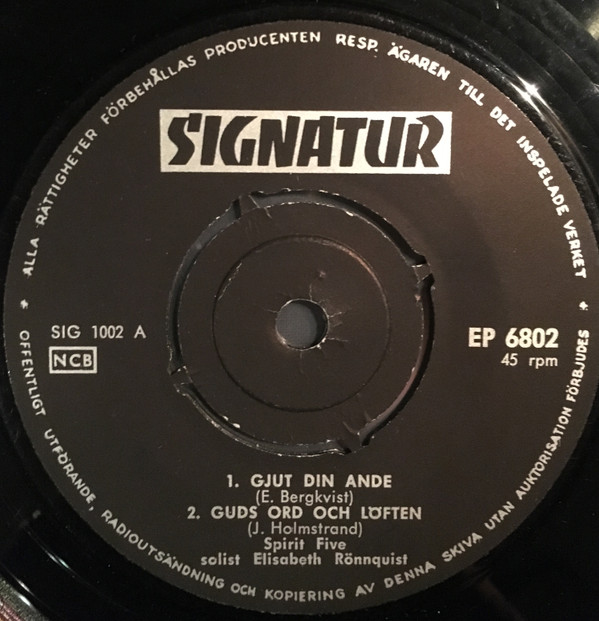 ALLA RÄTTIGHETER FÖRBEHÅLLAS PRODUCENTEN RESP. ÄGAREN TILL DET INSPELADE VERKET
SIGNATUR
SIG 1002 A
NCB
EP 6802
45 rpm
1. GJUT DIN ANDE
(E. Bergkvist)
2. GUDS ORD OCH LÖFTEN
(J. Holmstrand)
Spirit Five
solist Elisabeth Rönnquist
* OFFENTLIGT UTFÖRANDE, RADIOUTSÄNDNING OCH KOPIERING AV DENNA SKIVA UTAN AUKTORISATION FÖRBJUDES *